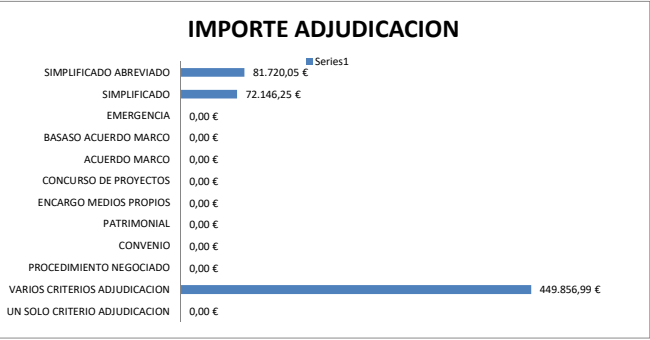 IMPORTE ADJUDICACION
Series1
SIMPLIFICADO ABREVIADO 81.720,05 €
SIMPLIFICADO 72.146,25 €
EMERGENCIA 0,00 €
BASASO ACUERDO MARCO 0,00 €
ACUERDO MARCO 0,00 €
CONCURSO DE PROYECTOS 0,00 €
ENCARGO MEDIOS PROPIOS 0,00 €
PATRIMONIAL 0,00 €
CONVENIO 0,00 €
PROCEDIMIENTO NEGOCIADO 0,00 €
VARIOS CRITERIOS ADJUDICACION 449.856,99 €
UN SOLO CRITERIO ADJUDICACION 0,00 €